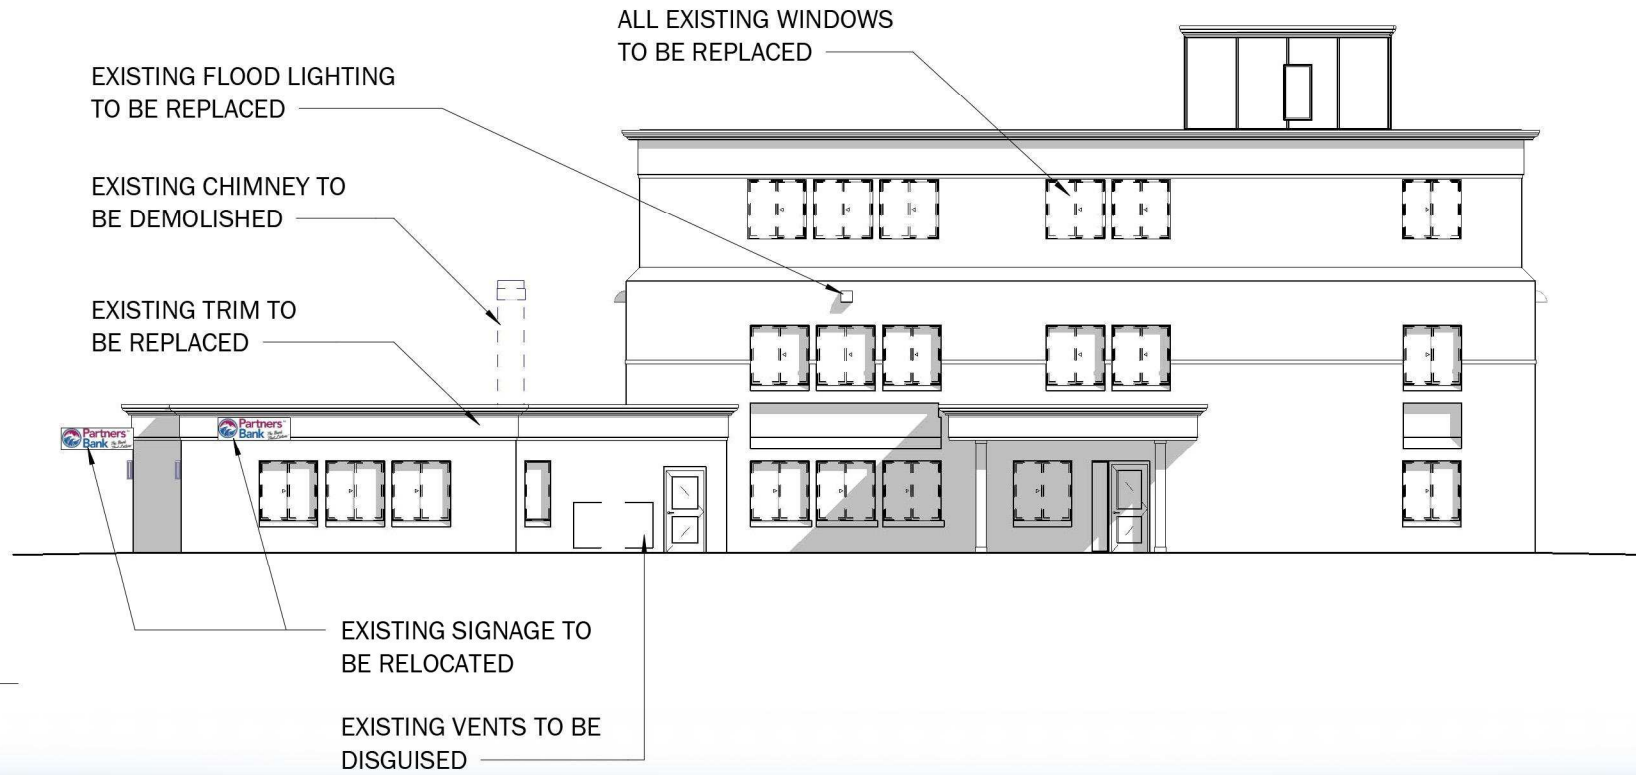 ALL EXISTING WINDOWS
TO BE REPLACED
EXISTING FLOOD LIGHTING
TO BE REPLACED
EXISTING CHIMNEY TO
BE DEMOLISHED
EXISTING TRIM TO
BE REPLACED
Partners
Bank
Partners
Bank
EXISTING SIGNAGE TO
BE RELOCATED
EXISTING VENTS TO BE
DISGUISED